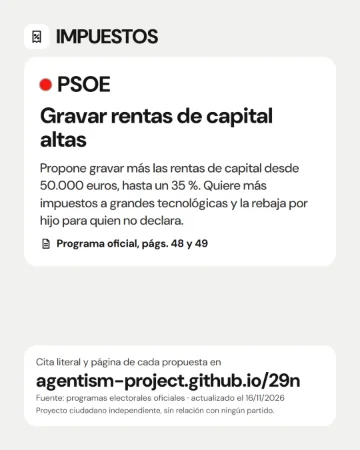 IMPUESTOS
PSOE
Gravar rentas de capital
altas
Propone gravar más las rentas de capital desde
50.000 euros, hasta un 35 %. Quiere más
impuestos a grandes tecnológicas y la rebaja por
hijo para quien no declara.
Programa oficial, págs. 48 y 49
Cita literal y página de cada propuesta en
agentism-project.github.io/29n
Fuente: programas electorales oficiales · actualizado el 16/11/2026
Proyecto ciudadano independiente, sin relación con ningún partido.